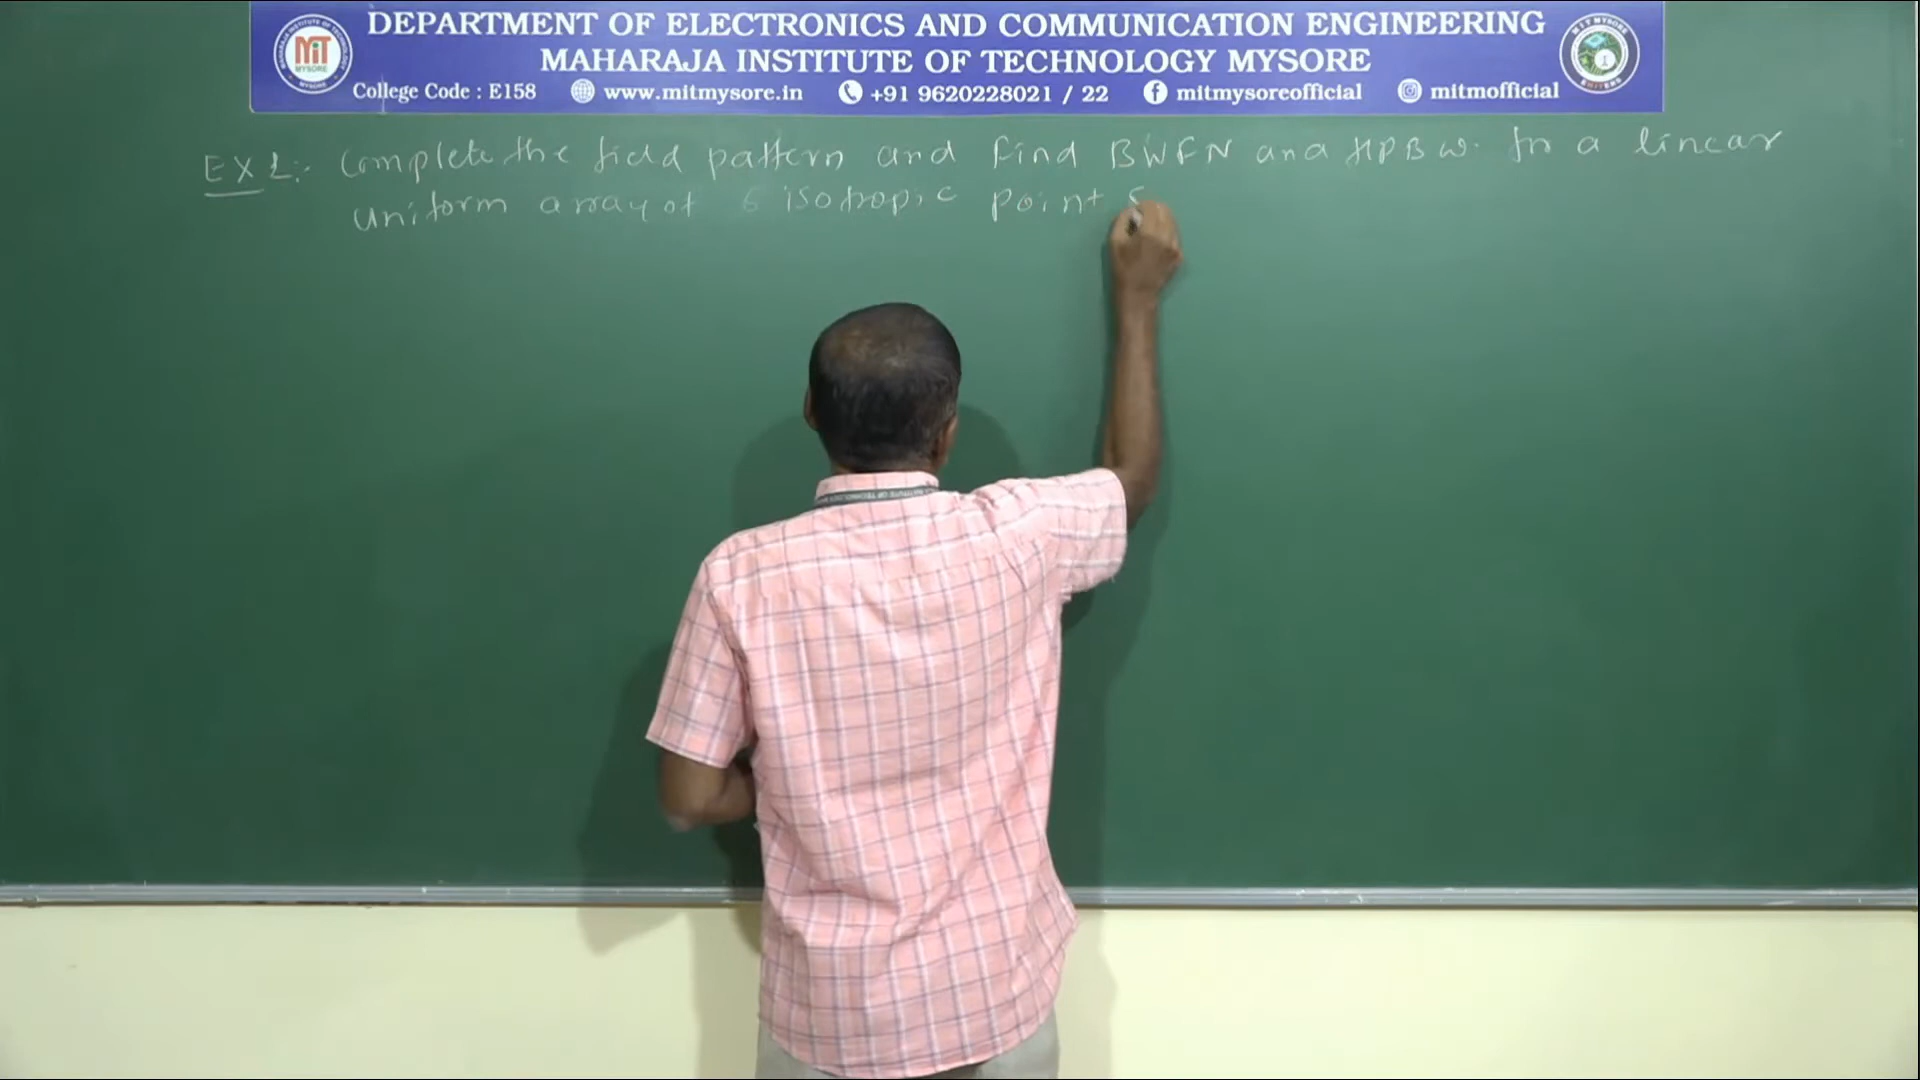 DEPARTMENT OF ELECTRONICS AND COMMUNICATION ENGINEERING
MAHARAJA INSTITUTE OF TECHNOLOGY MYSORE
College Code : E158 www.mitmysore.in +91 9620228021 / 22 mitmysoreofficial mitmofficial
MIT
MYSORE
Complete the field pattern and find BWFN and HPBW. for a linear
uniform array of 6 isotropic point s